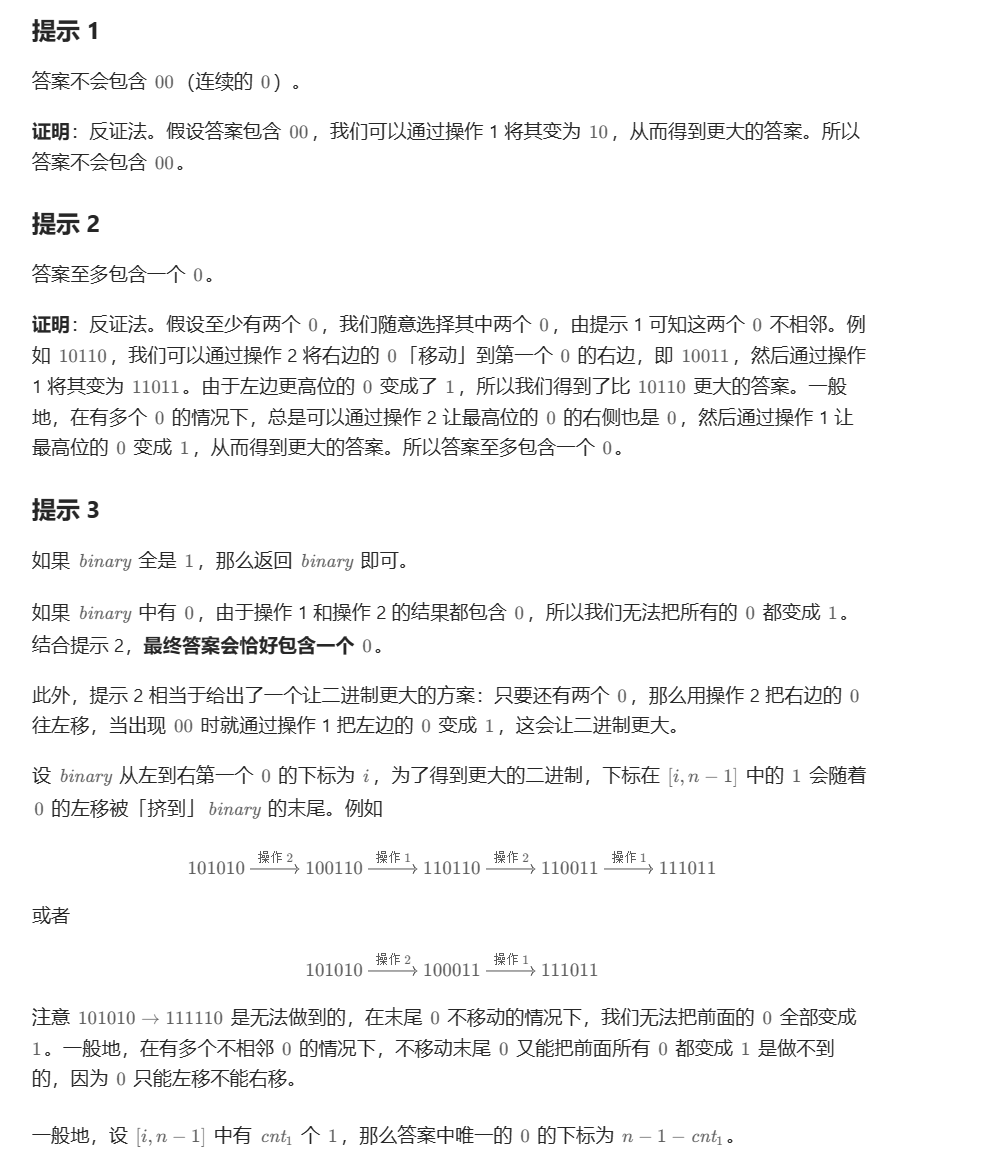 提示 1
答案不会包含 00（连续的 0）。
证明：反证法。假设答案包含 00，我们可以通过操作 1 将其变为 10，从而得到更大的答案。所以
答案不会包含 00。
提示 2
答案至多包含一个 0。
证明：反证法。假设至少有两个 0，我们随意选择其中两个 0，由提示 1 可知这两个 0 不相邻。例
如 10110，我们可以通过操作 2 将右边的 0「移动」到第一个 0 的右边，即 10011，然后通过操作
1 将其变为 11011。由于左边更高位的 0 变成了 1，所以我们得到了比 10110 更大的答案。一般
地，在有多个 0 的情况下，总是可以通过操作 2 让最高位的 0 的右侧也是 0，然后通过操作 1 让
最高位的 0 变成 1，从而得到更大的答案。所以答案至多包含一个 0。
提示 3
如果 binary 全是 1，那么返回 binary 即可。
如果 binary 中有 0，由于操作 1 和操作 2 的结果都包含 0，所以我们无法把所有的 0 都变成 1。
结合提示 2，最终答案会恰好包含一个 0。
此外，提示 2 相当于给出了一个让二进制更大的方案：只要还有两个 0，那么用操作 2 把右边的 0
往左移，当出现 00 时就通过操作 1 把左边的 0 变成 1，这会让二进制更大。
设 binary 从左到右第一个 0 的下标为 i，为了得到更大的二进制，下标在 [i, n − 1] 中的 1 会随着
0 的左移被「挤到」binary 的末尾。例如
101010 操作 2→ 100110 操作 1→ 110110 操作 2→ 110011 操作 1→ 111011
或者
101010 操作 2→ 100011 操作 1→ 111011
注意 101010 → 111110 是无法做到的，在末尾 0 不移动的情况下，我们无法把前面的 0 全部变成
1。一般地，在有多个不相邻 0 的情况下，不移动末尾 0 又能把前面所有 0 都变成 1 是做不到
的，因为 0 只能左移不能右移。
一般地，设 [i, n − 1] 中有 cnt₁ 个 1，那么答案中唯一的 0 的下标为 n − 1 − cnt₁。